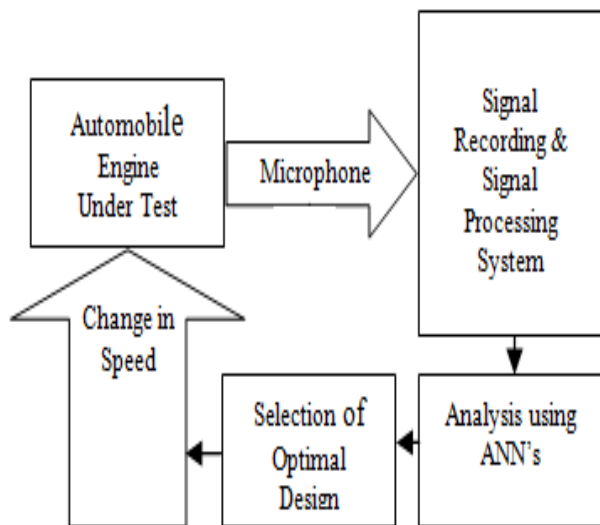 Automobile
Engine
Under Test
Microphone
Signal
Recording &
Signal
Processing
System
Change in
Speed
Selection of
Optimal
Design
Analysis using
ANN's